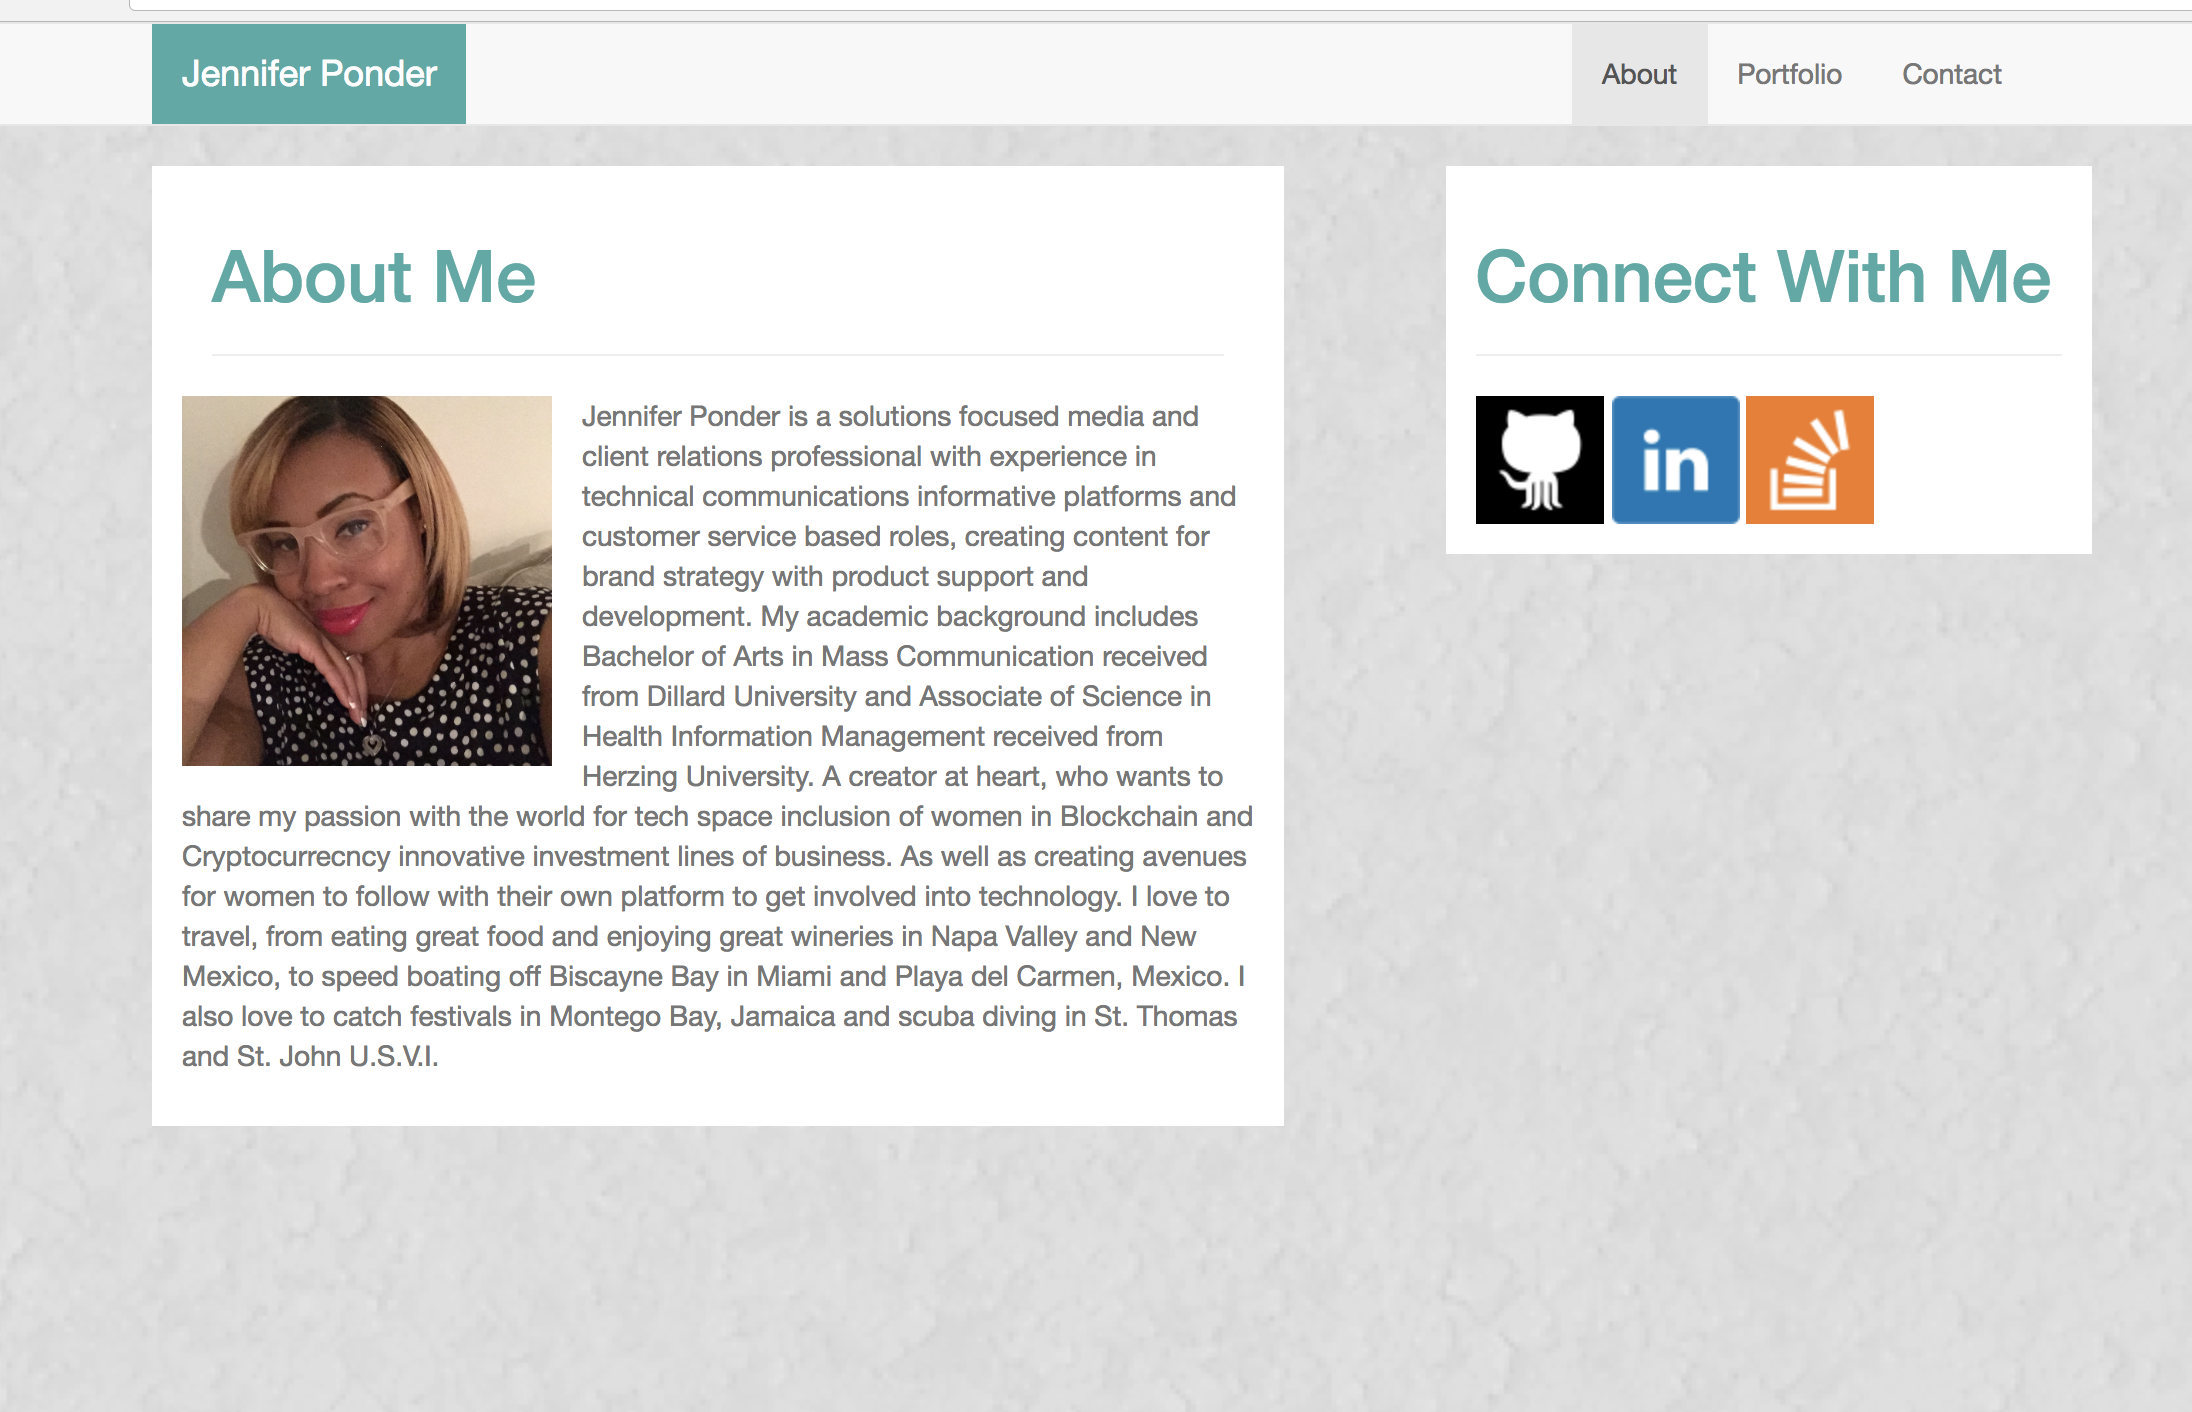 Jennifer Ponder
About
Portfolio
Contact
About Me
Jennifer Ponder is a solutions focused media and
client relations professional with experience in
technical communications informative platforms and
customer service based roles, creating content for
brand strategy with product support and
development. My academic background includes
Bachelor of Arts in Mass Communication received
from Dillard University and Associate of Science in
Health Information Management received from
Herzing University. A creator at heart, who wants to
share my passion with the world for tech space inclusion of women in Blockchain and
Cryptocurrecncy innovative investment lines of business. As well as creating avenues
for women to follow with their own platform to get involved into technology. I love to
travel, from eating great food and enjoying great wineries in Napa Valley and New
Mexico, to speed boating off Biscayne Bay in Miami and Playa del Carmen, Mexico. I
also love to catch festivals in Montego Bay, Jamaica and scuba diving in St. Thomas
and St. John U.S.V.I.
Connect With Me
in